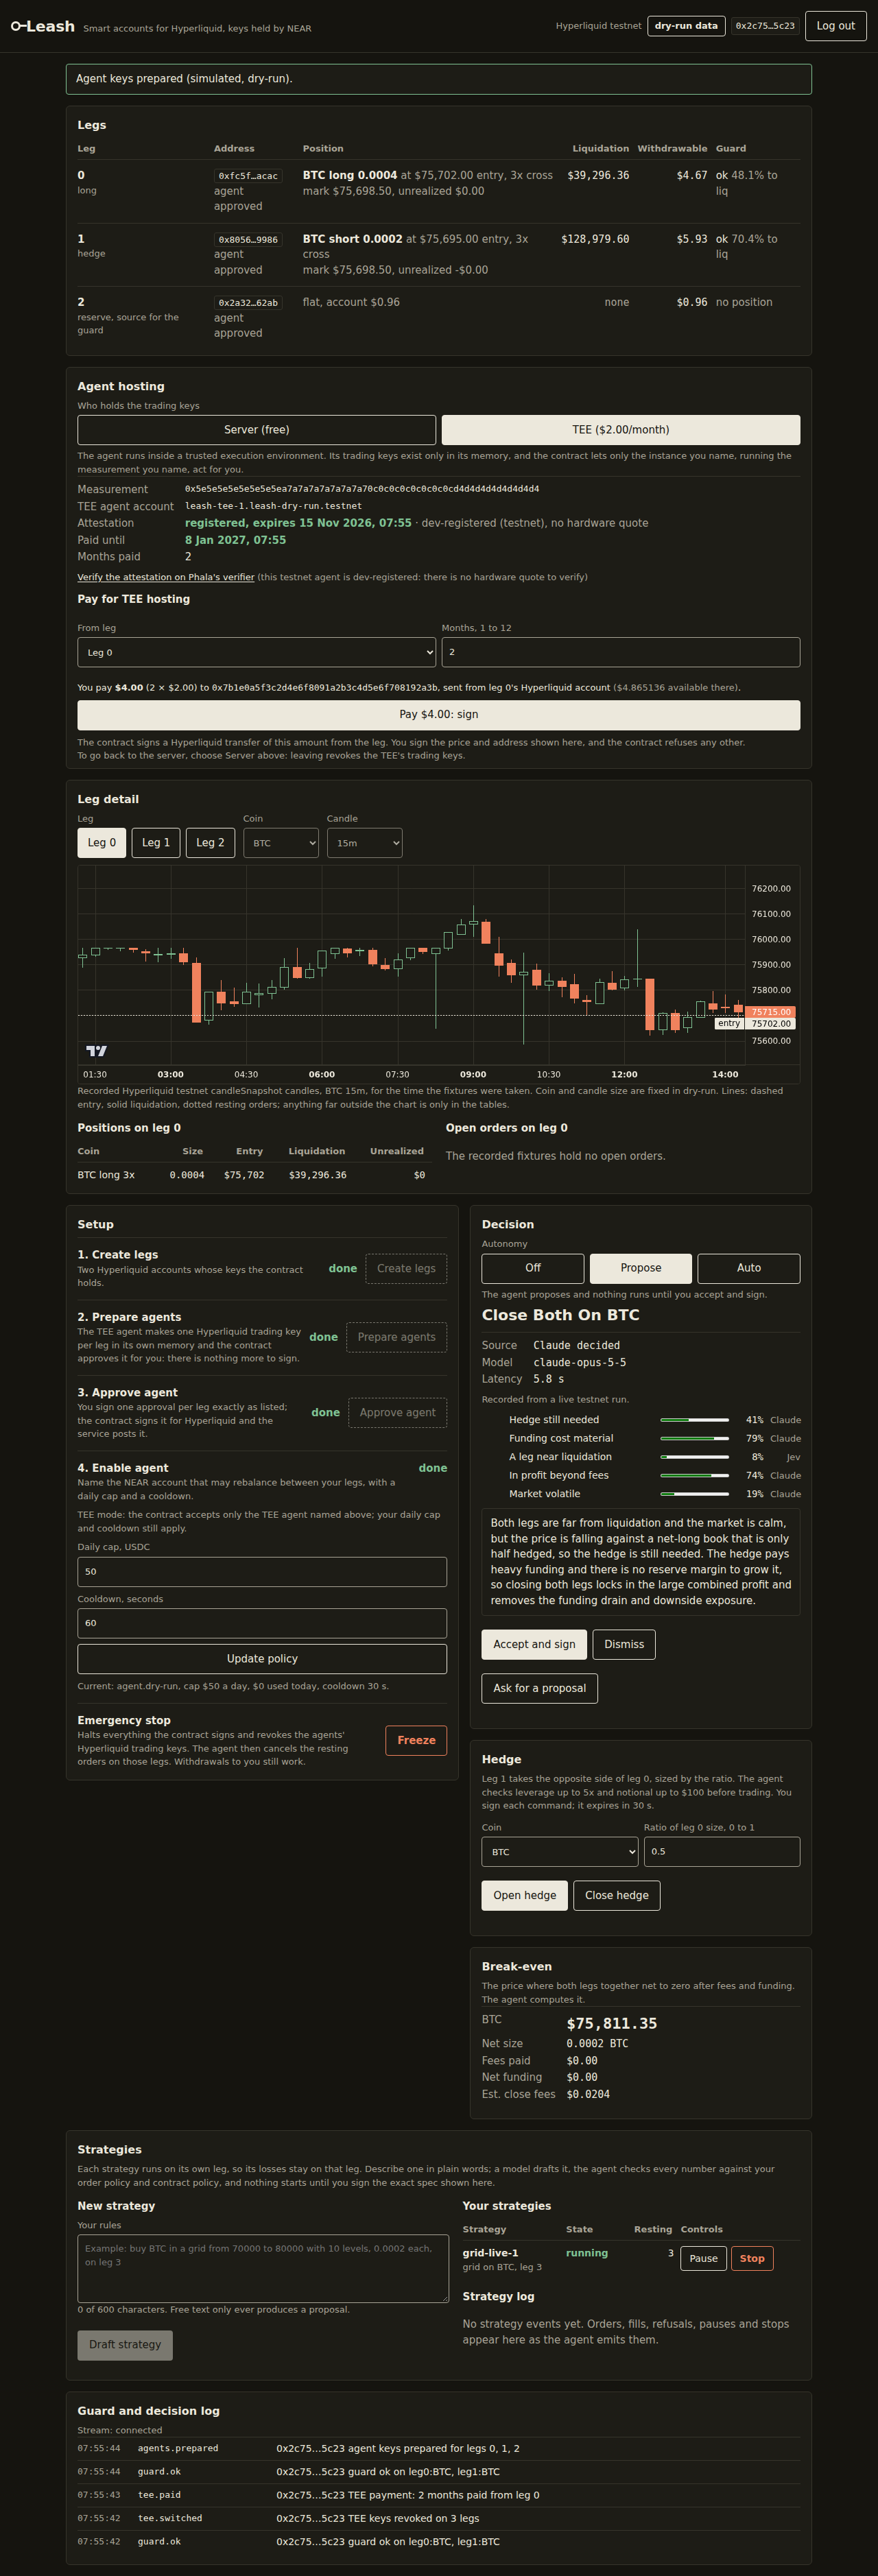 Leash Smart accounts for Hyperliquid, keys held by NEAR
Hyperliquid testnet dry-run data 0x2c75…5c23 Log out
Agent keys prepared (simulated, dry-run).
Legs
Leg Address Position Liquidation Withdrawable Guard
0 0xfc5f…acac BTC long 0.0004 at $75,702.00 entry, 3x cross $39,296.36 $4.67 ok 48.1% to
long agent mark $75,698.50, unrealized $0.00 liq
approved
1 0x8056…9986 BTC short 0.0002 at $75,695.00 entry, 3x $128,979.60 $5.93 ok 70.4% to
hedge agent cross liq
approved mark $75,698.50, unrealized -$0.00
2 0x2a32…62ab flat, account $0.96 none $0.96 no position
reserve, source for the agent
guard approved
Agent hosting
Who holds the trading keys
Server (free) TEE ($2.00/month)
The agent runs inside a trusted execution environment. Its trading keys exist only in its memory, and the contract lets only the instance you name, running the
measurement you name, act for you.
Measurement 0x5e5e5e5e5e5e5e5ea7a7a7a7a7a7a7a70c0c0c0c0c0c0c0cd4d4d4d4d4d4d4d4
TEE agent account leash-tee-1.leash-dry-run.testnet
Attestation registered, expires 15 Nov 2026, 07:55 · dev-registered (testnet), no hardware quote
Paid until 8 Jan 2027, 07:55
Months paid 2
Verify the attestation on Phala's verifier (this testnet agent is dev-registered: there is no hardware quote to verify)
Pay for TEE hosting
From leg Months, 1 to 12
Leg 0 2
You pay $4.00 (2 × $2.00) to 0x7b1e0a5f3c2d4e6f8091a2b3c4d5e6f708192a3b, sent from leg 0's Hyperliquid account ($4.865136 available there).
Pay $4.00: sign
The contract signs a Hyperliquid transfer of this amount from the leg. You sign the price and address shown here, and the contract refuses any other.
To go back to the server, choose Server above: leaving revokes the TEE's trading keys.
Leg detail
Leg Coin Candle
Leg 0 Leg 1 Leg 2 BTC 15m
76200.00
76100.00
76000.00
75900.00
75800.00
75715.00
entry 75702.00
75600.00
01:30 03:00 04:30 06:00 07:30 09:00 10:30 12:00 14:00
Recorded Hyperliquid testnet candleSnapshot candles, BTC 15m, for the time the fixtures were taken. Coin and candle size are fixed in dry-run. Lines: dashed
entry, solid liquidation, dotted resting orders; anything far outside the chart is only in the tables.
Positions on leg 0
Coin Size Entry Liquidation Unrealized
BTC long 3x 0.0004 $75,702 $39,296.36 $0
Open orders on leg 0
The recorded fixtures hold no open orders.
Setup
1. Create legs
Two Hyperliquid accounts whose keys the contract
holds.
done Create legs
2. Prepare agents
The TEE agent makes one Hyperliquid trading key
per leg in its own memory and the contract
approves it for you: there is nothing more to sign.
done Prepare agents
3. Approve agent
You sign one approval per leg exactly as listed;
the contract signs it for Hyperliquid and the
service posts it.
done Approve agent
4. Enable agent
Name the NEAR account that may rebalance between your legs, with a
daily cap and a cooldown.
done
TEE mode: the contract accepts only the TEE agent named above; your daily cap
and cooldown still apply.
Daily cap, USDC
50
Cooldown, seconds
60
Update policy
Current: agent.dry-run, cap $50 a day, $0 used today, cooldown 30 s.
Emergency stop
Halts everything the contract signs and revokes the agents'
Hyperliquid trading keys. The agent then cancels the resting
orders on those legs. Withdrawals to you still work.
Freeze
Decision
Autonomy
Off Propose Auto
The agent proposes and nothing runs until you accept and sign.
Close Both On BTC
Source Claude decided
Model claude-opus-5-5
Latency 5.8 s
Recorded from a live testnet run.
Hedge still needed 41% Claude
Funding cost material 79% Claude
A leg near liquidation 8% Jev
In profit beyond fees 74% Claude
Market volatile 19% Claude
Both legs are far from liquidation and the market is calm,
but the price is falling against a net-long book that is only
half hedged, so the hedge is still needed. The hedge pays
heavy funding and there is no reserve margin to grow it,
so closing both legs locks in the large combined profit and
removes the funding drain and downside exposure.
Accept and sign Dismiss
Ask for a proposal
Hedge
Leg 1 takes the opposite side of leg 0, sized by the ratio. The agent
checks leverage up to 5x and notional up to $100 before trading. You
sign each command; it expires in 30 s.
Coin Ratio of leg 0 size, 0 to 1
BTC 0.5
Open hedge Close hedge
Break-even
The price where both legs together net to zero after fees and funding.
The agent computes it.
BTC $75,811.35
Net size 0.0002 BTC
Fees paid $0.00
Net funding $0.00
Est. close fees $0.0204
Strategies
Each strategy runs on its own leg, so its losses stay on that leg. Describe one in plain words; a model drafts it, the agent checks every number against your
order policy and contract policy, and nothing starts until you sign the exact spec shown here.
New strategy
Your rules
Example: buy BTC in a grid from 70000 to 80000 with 10 levels, 0.0002 each,
on leg 3
0 of 600 characters. Free text only ever produces a proposal.
Draft strategy
Your strategies
Strategy State Resting Controls
grid-live-1 running 3 Pause Stop
grid on BTC, leg 3
Strategy log
No strategy events yet. Orders, fills, refusals, pauses and stops
appear here as the agent emits them.
Guard and decision log
Stream: connected
07:55:44 agents.prepared 0x2c75…5c23 agent keys prepared for legs 0, 1, 2
07:55:44 guard.ok 0x2c75…5c23 guard ok on leg0:BTC, leg1:BTC
07:55:43 tee.paid 0x2c75…5c23 TEE payment: 2 months paid from leg 0
07:55:42 tee.switched 0x2c75…5c23 TEE keys revoked on 3 legs
07:55:42 guard.ok 0x2c75…5c23 guard ok on leg0:BTC, leg1:BTC